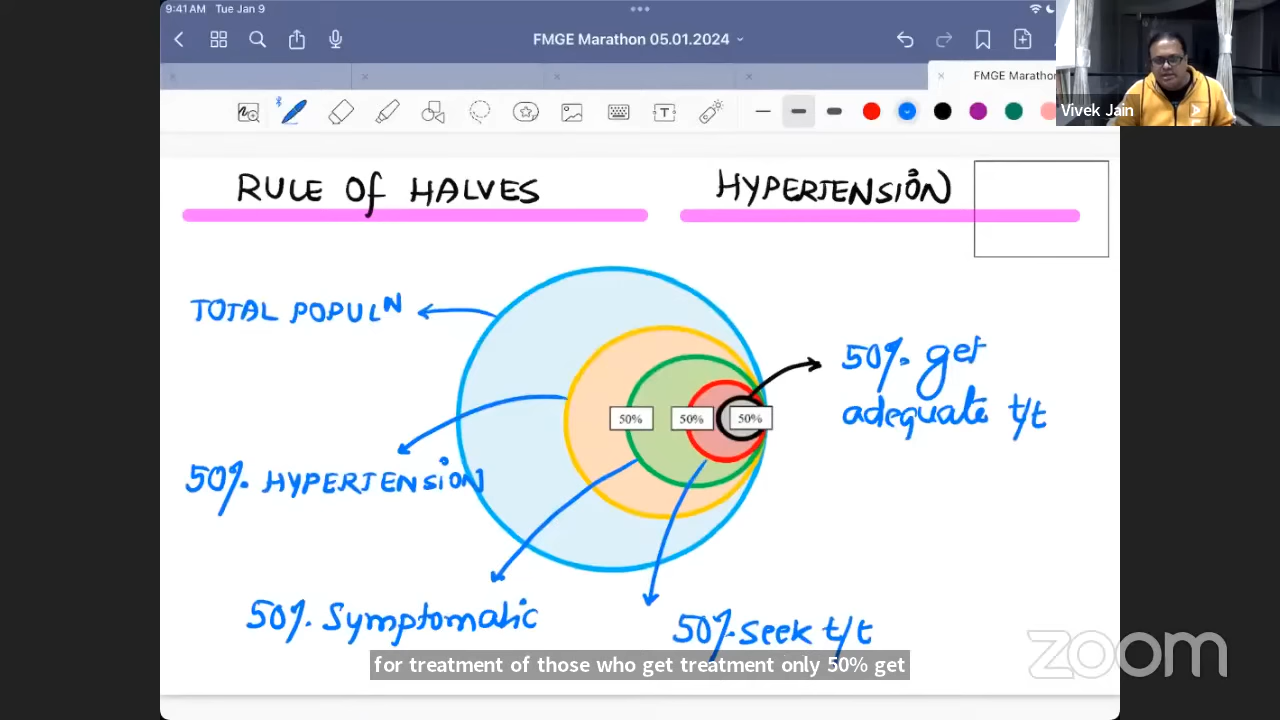 9:41 AM Tue Jan 9
FMGE Marathon 05.01.2024
FMGE Marathon
Vivek Jain
RULE Of HALVES
HYPERTENSION
TOTAL POPULN
50% get
adequate t/t
50%
50%
50%
50% HYPERTENSION
50% Symptomatic
50% Seek t/t
for treatment of those who get treatment only 50% get
zoom